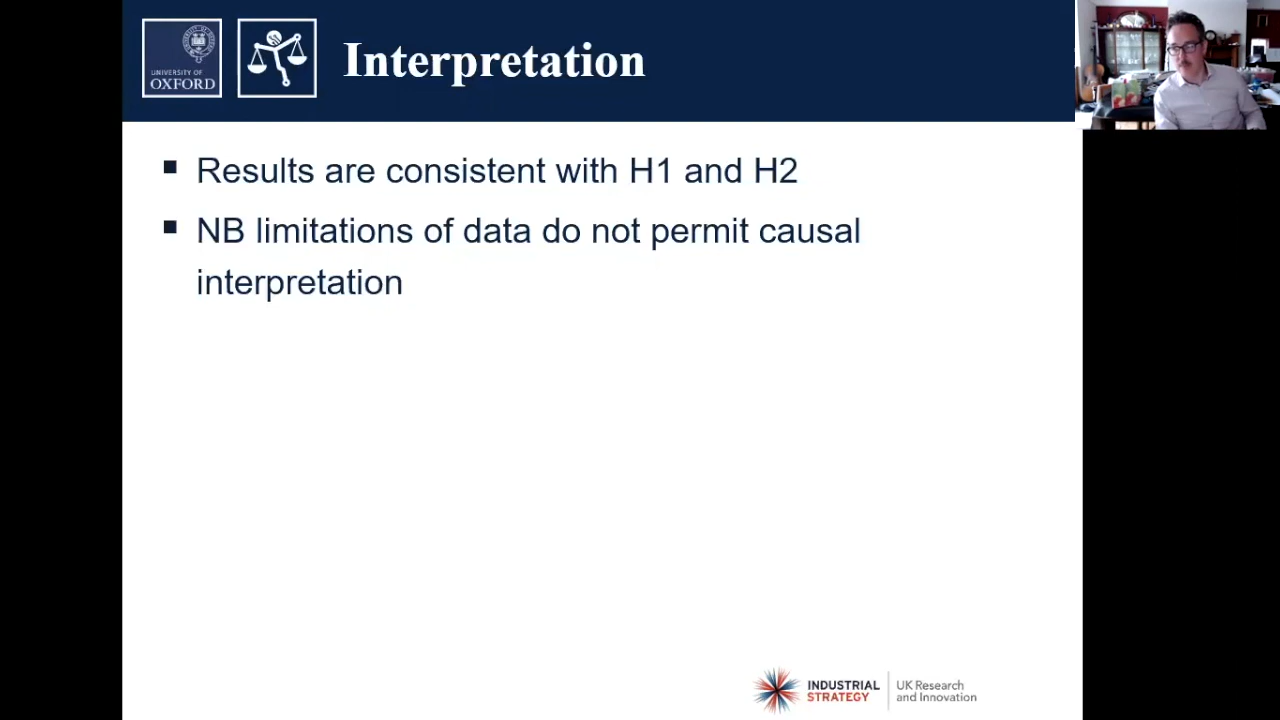 UNIVERSITY OF
OXFORD
Interpretation
Results are consistent with H1 and H2
NB limitations of data do not permit causal
interpretation
INDUSTRIAL
STRATEGY
UK Research
and Innovation